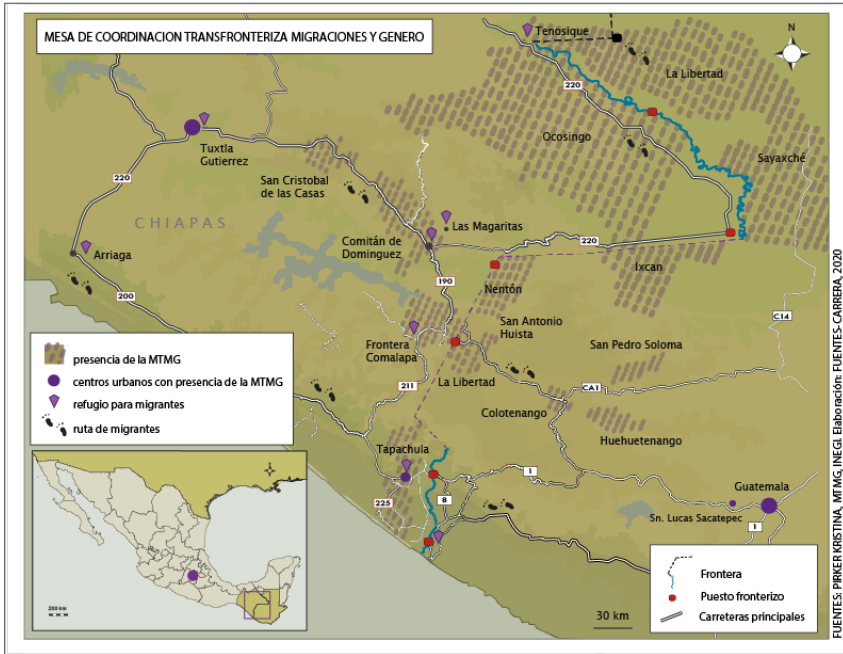 MESA DE COORDINACION TRANSFRONTERIZA MIGRACIONES Y GENERO
N
Tenosique
La Libertad
220
Ocosingo
Sayaxché
Tuxtla
Gutierrez
San Cristobal
de las Casas
220
CHIAPAS
Las Magaritas
Comitán de
Dominguez
220
Arriaga
Ixcan
190
200
Nentón
C14
San Antonio
Huista
Frontera
Comalapa
San Pedro Soloma
La Libertad
211
CA1
Colotenango
Huehuetenango
Tapachula
1
225
8
Guatemala
Sn. Lucas Sacatepec
1
presencia de la MTMG
centros urbanos con presencia de la MTMG
refugio para migrantes
ruta de migrantes
200 km
30 km
Frontera
Puesto fronterizo
Carreteras principales
FUENTES: PIRKER KRISTINA, MTMG, INEGI. Elaboración: FUENTES-CARRERA, 2020